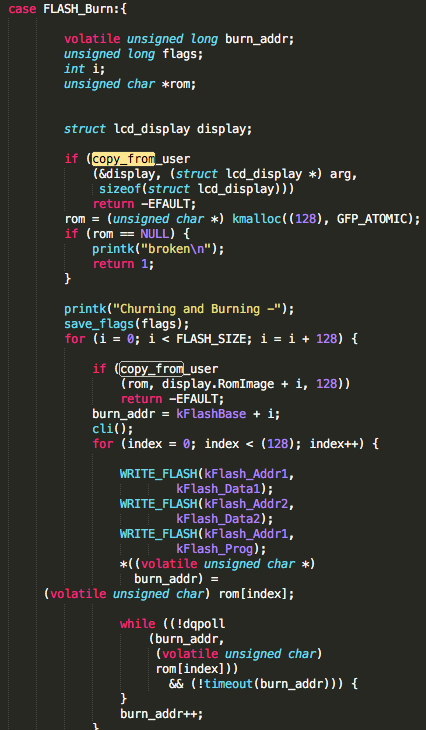 case FLASH_Burn:{
volatile unsigned long burn_addr;
unsigned long flags;
int i;
unsigned char *rom;
struct lcd_display display;
if (copy_from_user
(&display, (struct lcd_display *) arg,
sizeof(struct lcd_display)))
return -EFAULT;
rom = (unsigned char *) kmalloc((128), GFP_ATOMIC);
if (rom == NULL) {
printk("broken\n");
return 1;
}
printk("Churning and Burning -");
save_flags(flags);
for (i = 0; i < FLASH_SIZE; i = i + 128) {
if (copy_from_user
(rom, display.RomImage + i, 128))
return -EFAULT;
burn_addr = kFlashBase + i;
cli();
for (index = 0; index < (128); index++) {
WRITE_FLASH(kFlash_Addr1,
kFlash_Data1);
WRITE_FLASH(kFlash_Addr2,
kFlash_Data2);
WRITE_FLASH(kFlash_Addr1,
kFlash_Prog);
*((volatile unsigned char *)
burn_addr) =
(volatile unsigned char) rom[index];
while ((!dqpoll
(burn_addr,
(volatile unsigned char)
rom[index]))
&& (!timeout(burn_addr))) {
}
burn_addr++;
}